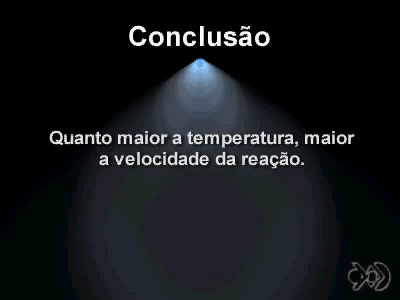 Conclusão
Quanto maior a temperatura, maior
a velocidade da reação.